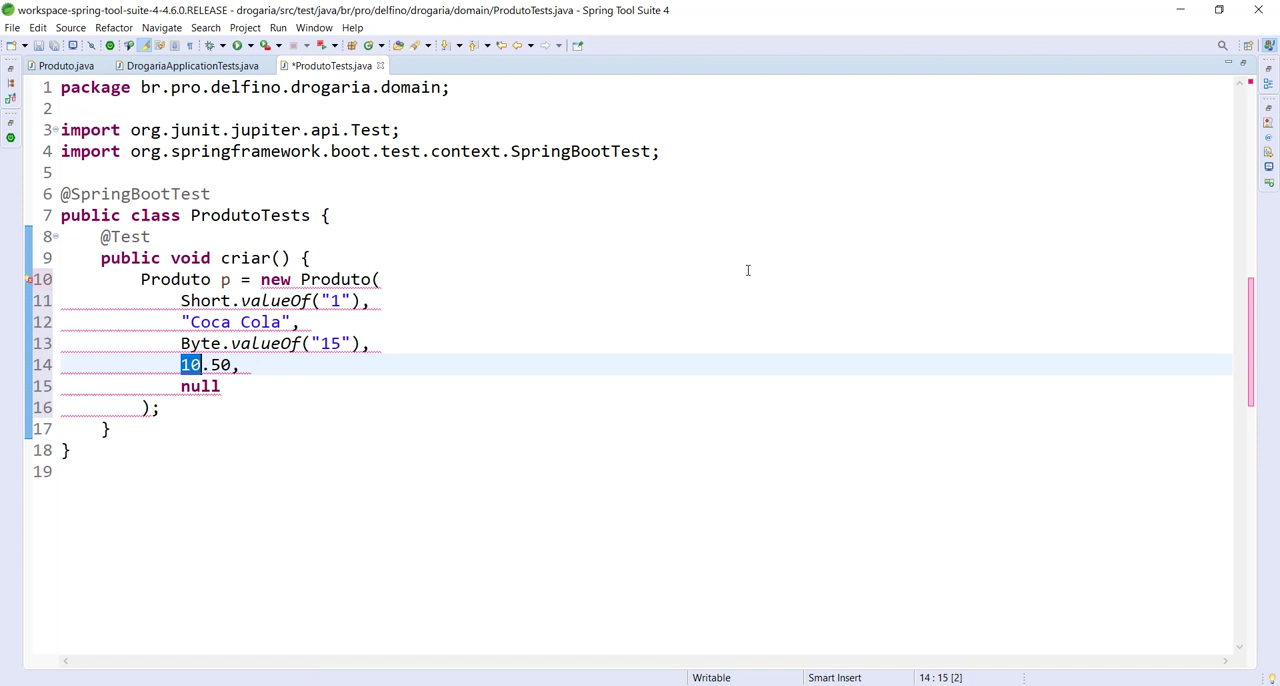 workspace-spring-tool-suite-4-4.6.0.RELEASE - drogaria/src/test/java/br/pro/delfino/drogaria/domain/ProdutoTests.java - Spring Tool Suite 4
File Edit Source Refactor Navigate Search Project Run Window Help
Produto.java DrogariaApplicationTests.java *ProdutoTests.java
1 package br.pro.delfino.drogaria.domain;
2
3 import org.junit.jupiter.api.Test;
4 import org.springframework.boot.test.context.SpringBootTest;
5
6 @SpringBootTest
7 public class ProdutoTests {
8 @Test
9 public void criar() {
10 Produto p = new Produto(
11 Short.valueOf("1"),
12 "Coca Cola",
13 Byte.valueOf("15"),
14 10.50,
15 null
16 );
17 }
18 }
19
Writable Smart Insert 14 : 15 [2]